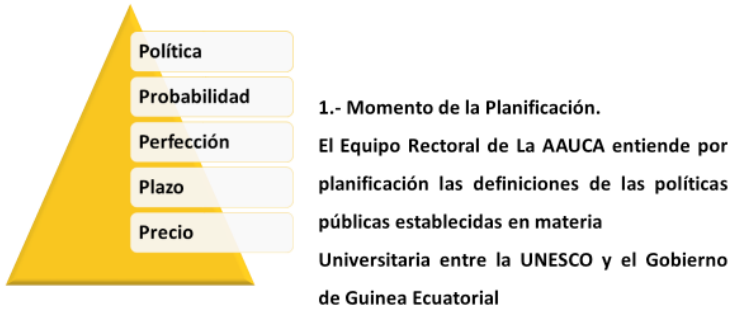 Política
Probabilidad
Perfección
Plazo
Precio
1.- Momento de la Planificación.
El Equipo Rectoral de La AAUCA entiende por
planificación las definiciones de las políticas
públicas establecidas en materia
Universitaria entre la UNESCO y el Gobierno
de Guinea Ecuatorial